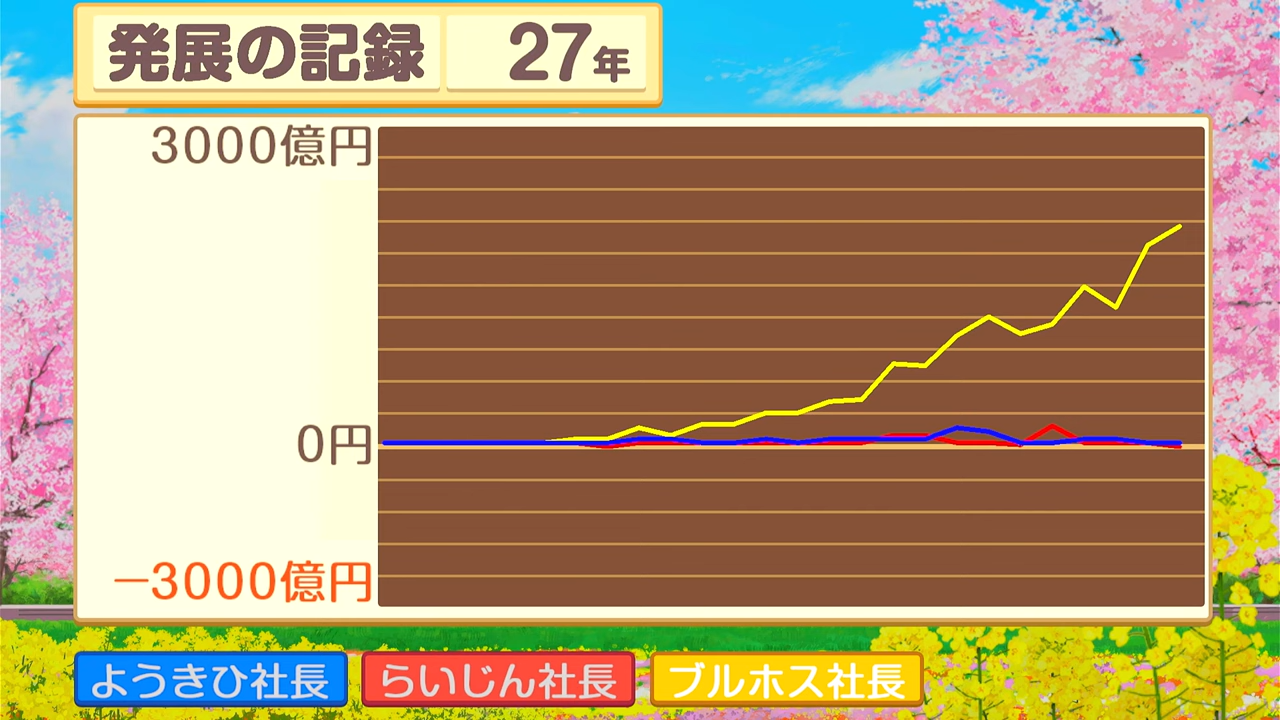 発展の記録 27年
3000億円
0円
−3000億円
ようきひ社長 らいじん社長 ブルホス社長